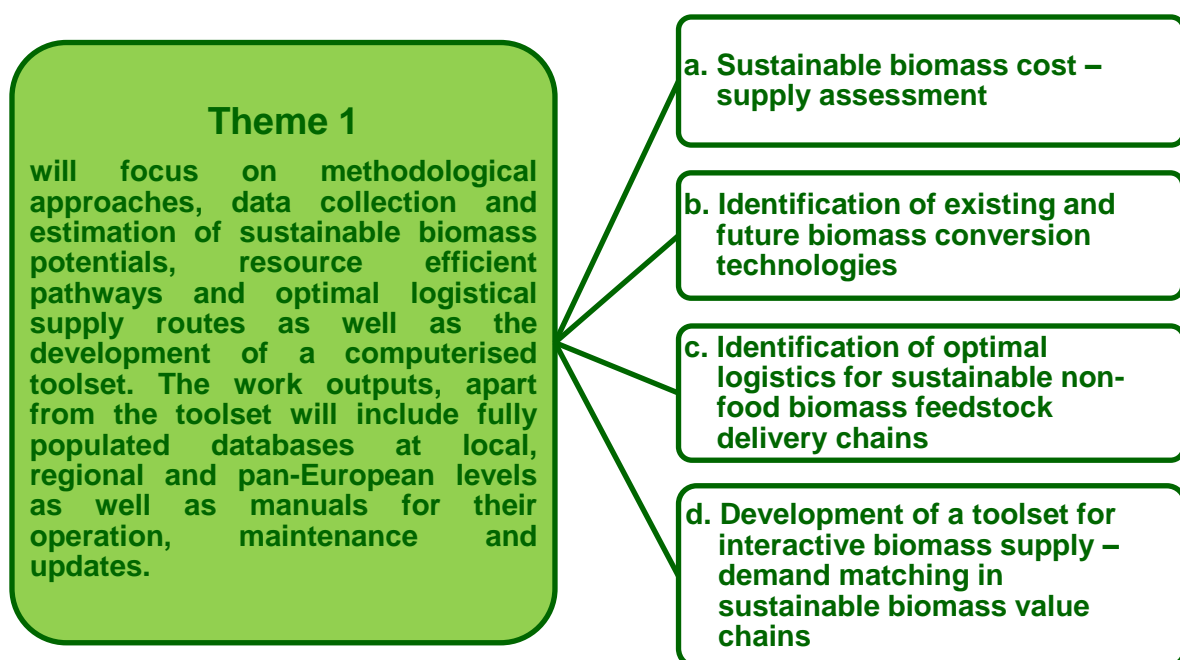 Theme 1
will focus on methodological
approaches, data collection and
estimation of sustainable biomass
potentials, resource efficient
pathways and optimal logistical
supply routes as well as the
development of a computerised
toolset. The work outputs, apart
from the toolset will include fully
populated databases at local,
regional and pan-European levels
as well as manuals for their
operation, maintenance and
updates.
a. Sustainable biomass cost –
supply assessment
b. Identification of existing and
future biomass conversion
technologies
c. Identification of optimal
logistics for sustainable non-
food biomass feedstock
delivery chains
d. Development of a toolset for
interactive biomass supply –
demand matching in
sustainable biomass value
chains